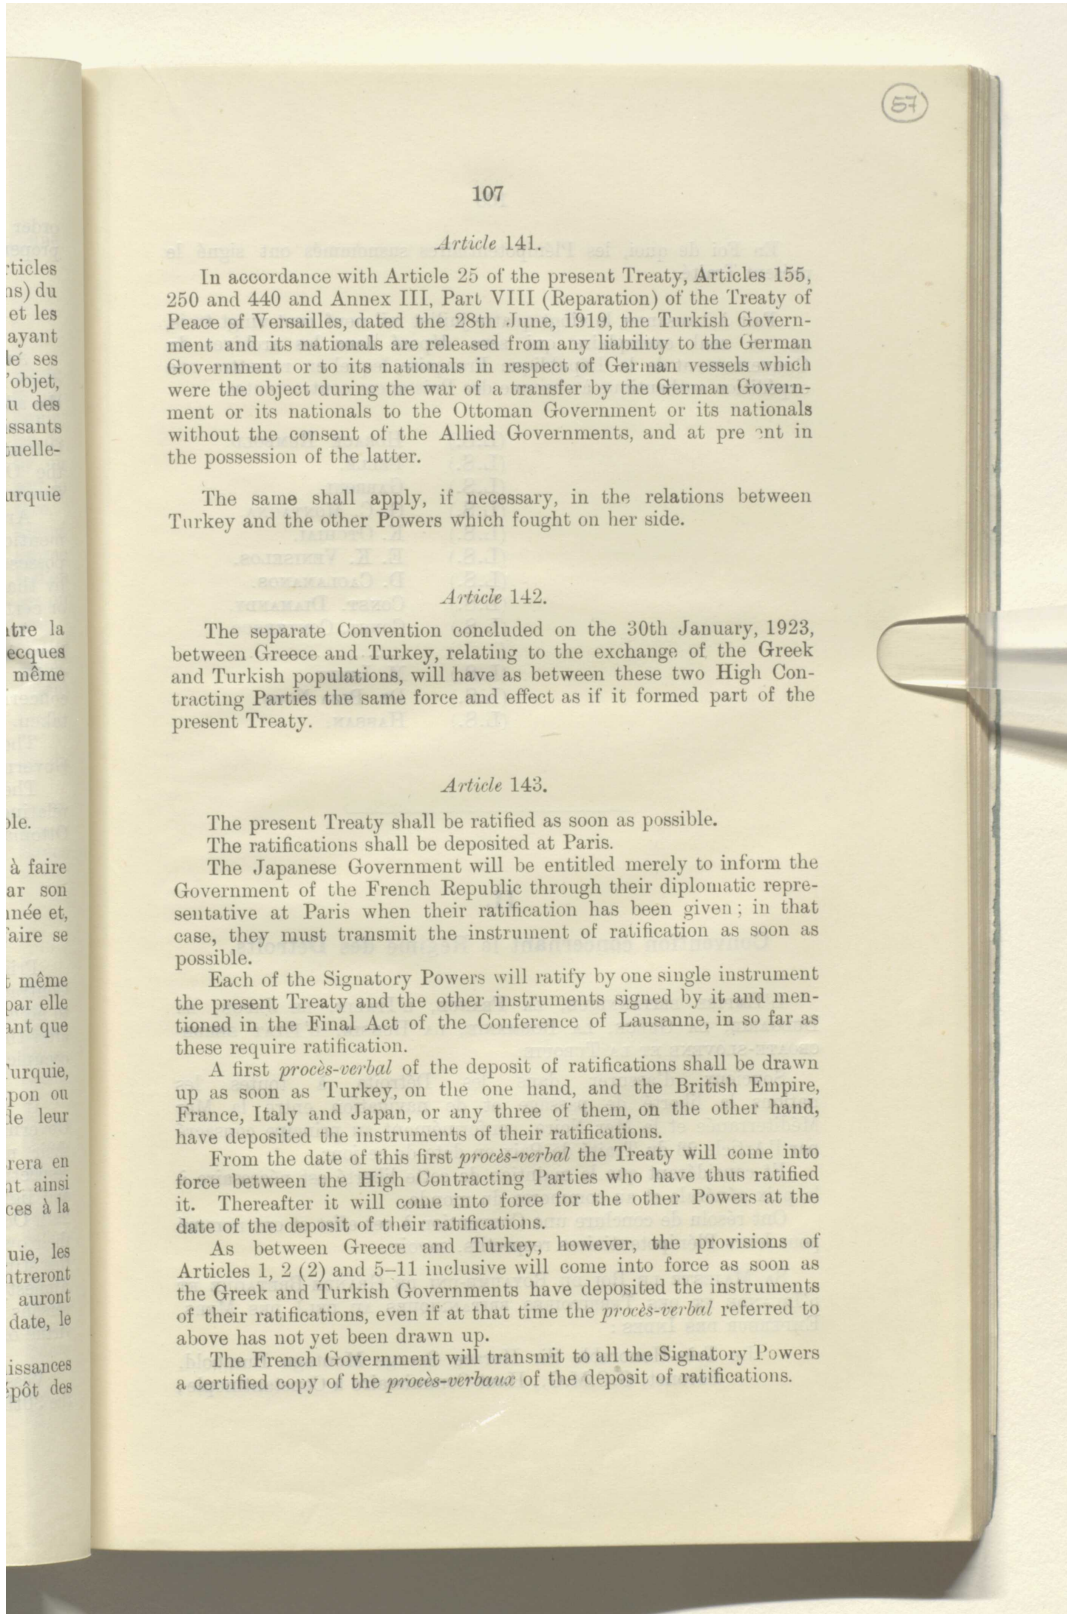 57
107
Article 141.
In accordance with Article 25 of the present Treaty, Articles 155,
250 and 440 and Annex III, Part VIII (Reparation) of the Treaty of
Peace of Versailles, dated the 28th June, 1919, the Turkish Govern-
ment and its nationals are released from any liability to the German
Government or to its nationals in respect of German vessels which
were the object during the war of a transfer by the German Govern-
ment or its nationals to the Ottoman Government or its nationals
without the consent of the Allied Governments, and at pre ent in
the possession of the latter.
The same shall apply, if necessary, in the relations between
Turkey and the other Powers which fought on her side.
Article 142.
The separate Convention concluded on the 30th January, 1923,
between Greece and Turkey, relating to the exchange of the Greek
and Turkish populations, will have as between these two High Con-
tracting Parties the same force and effect as if it formed part of the
present Treaty.
Article 143.
The present Treaty shall be ratified as soon as possible.
The ratifications shall be deposited at Paris.
The Japanese Government will be entitled merely to inform the
Government of the French Republic through their diplomatic repre-
sentative at Paris when their ratification has been given; in that
case, they must transmit the instrument of ratification as soon as
possible.
Each of the Signatory Powers will ratify by one single instrument
the present Treaty and the other instruments signed by it and men-
tioned in the Final Act of the Conference of Lausanne, in so far as
these require ratification.
A first procès-verbal of the deposit of ratifications shall be drawn
up as soon as Turkey, on the one hand, and the British Empire,
France, Italy and Japan, or any three of them, on the other hand,
have deposited the instruments of their ratifications.
From the date of this first procès-verbal the Treaty will come into
force between the High Contracting Parties who have thus ratified
it. Thereafter it will come into force for the other Powers at the
date of the deposit of their ratifications.
As between Greece and Turkey, however, the provisions of
Articles 1, 2 (2) and 5–11 inclusive will come into force as soon as
the Greek and Turkish Governments have deposited the instruments
of their ratifications, even if at that time the procès-verbal referred to
above has not yet been drawn up.
The French Government will transmit to all the Signatory Powers
a certified copy of the procès-verbaux of the deposit of ratifications.